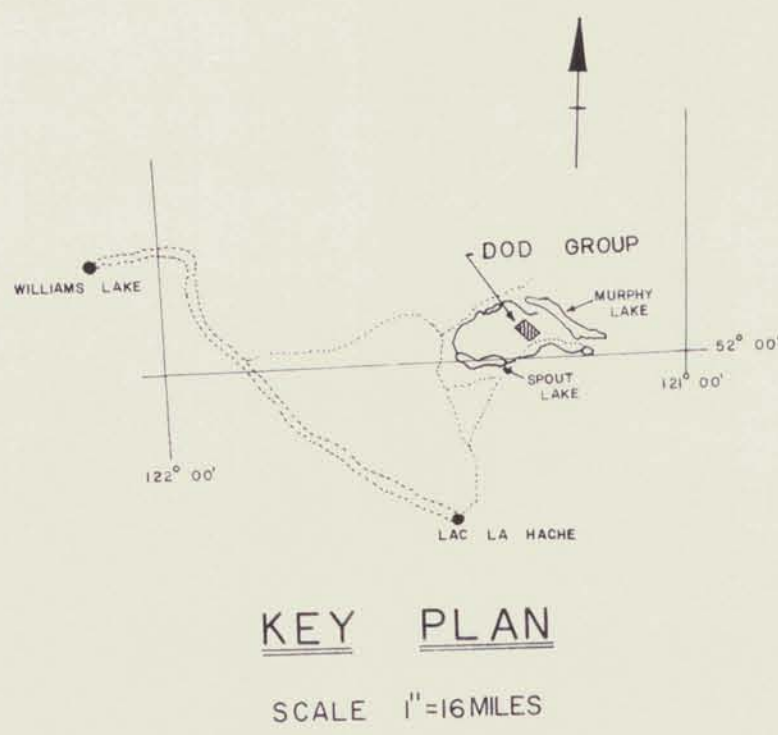 DOD GROUP
WILLIAMS LAKE
MURPHY
LAKE
52° 00'
121° 00'
SPOUT
LAKE
122° 00'
LAC LA HACHE
KEY PLAN
SCALE 1"=16 MILES